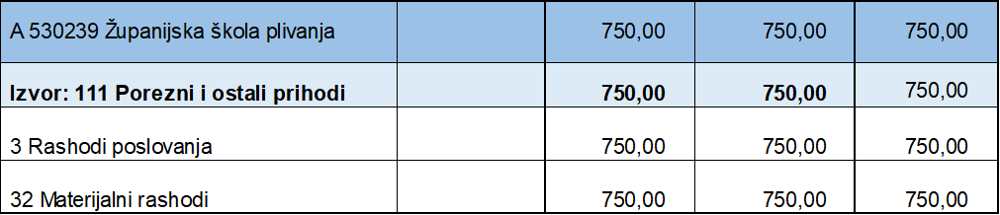 A 530239 Županijska škola plivanja 750,00 750,00 750,00
Izvor: 111 Porezni i ostali prihodi 750,00 750,00 750,00
3 Rashodi poslovanja 750,00 750,00 750,00
32 Materijalni rashodi 750,00 750,00 750,00